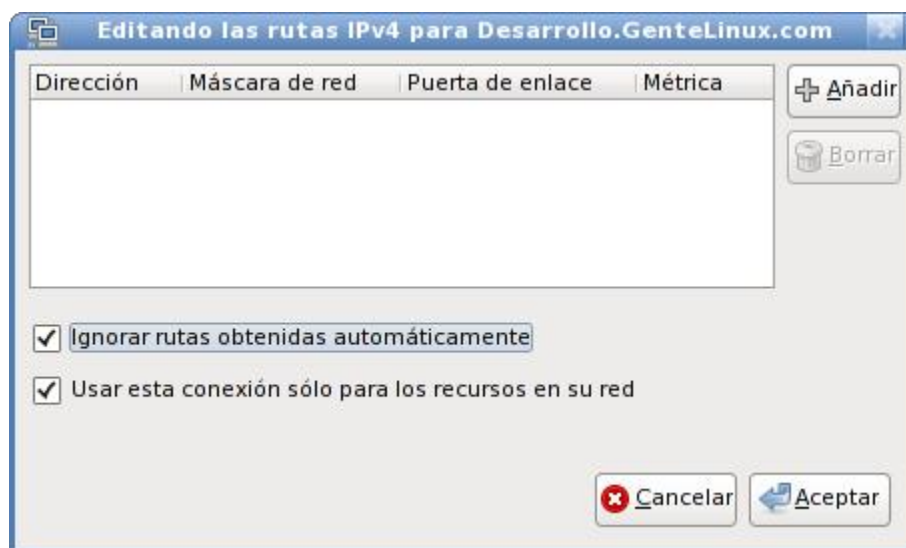 Editando las rutas IPv4 para Desarrollo.GenteLinux.com
Dirección Máscara de red Puerta de enlace Métrica
Añadir
Borrar
Ignorar rutas obtenidas automáticamente
Usar esta conexión sólo para los recursos en su red
Cancelar Aceptar